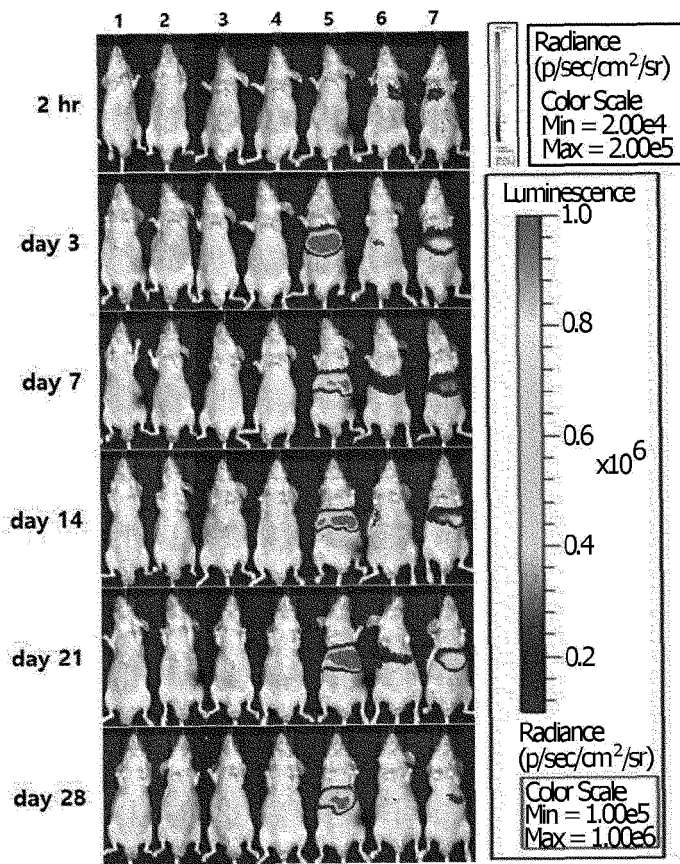 1 2 3 4 5 6 7
2 hr
day 3
day 7
day 14
day 21
day 28
Radiance
(p/sec/cm²/sr)
Color Scale
Min = 2.00e4
Max = 2.00e5
Luminescence
1.0
0.8
0.6
x10⁶
0.4
0.2
Radiance
(p/sec/cm²/sr)
Color Scale
Min = 1.00e5
Max = 1.00e6